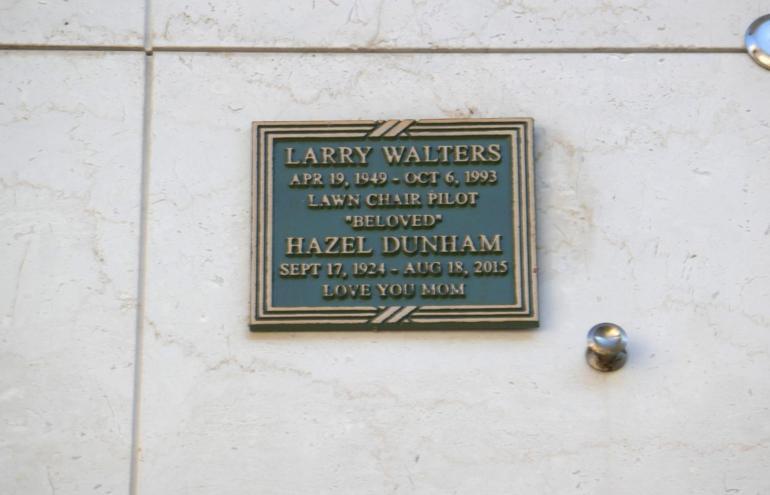 LARRY WALTERS
APR 19, 1949 - OCT 6, 1993
LAWN CHAIR PILOT
"BELOVED"
HAZEL DUNHAM
SEPT 17, 1924 - AUG 18, 2015
LOVE YOU MOM